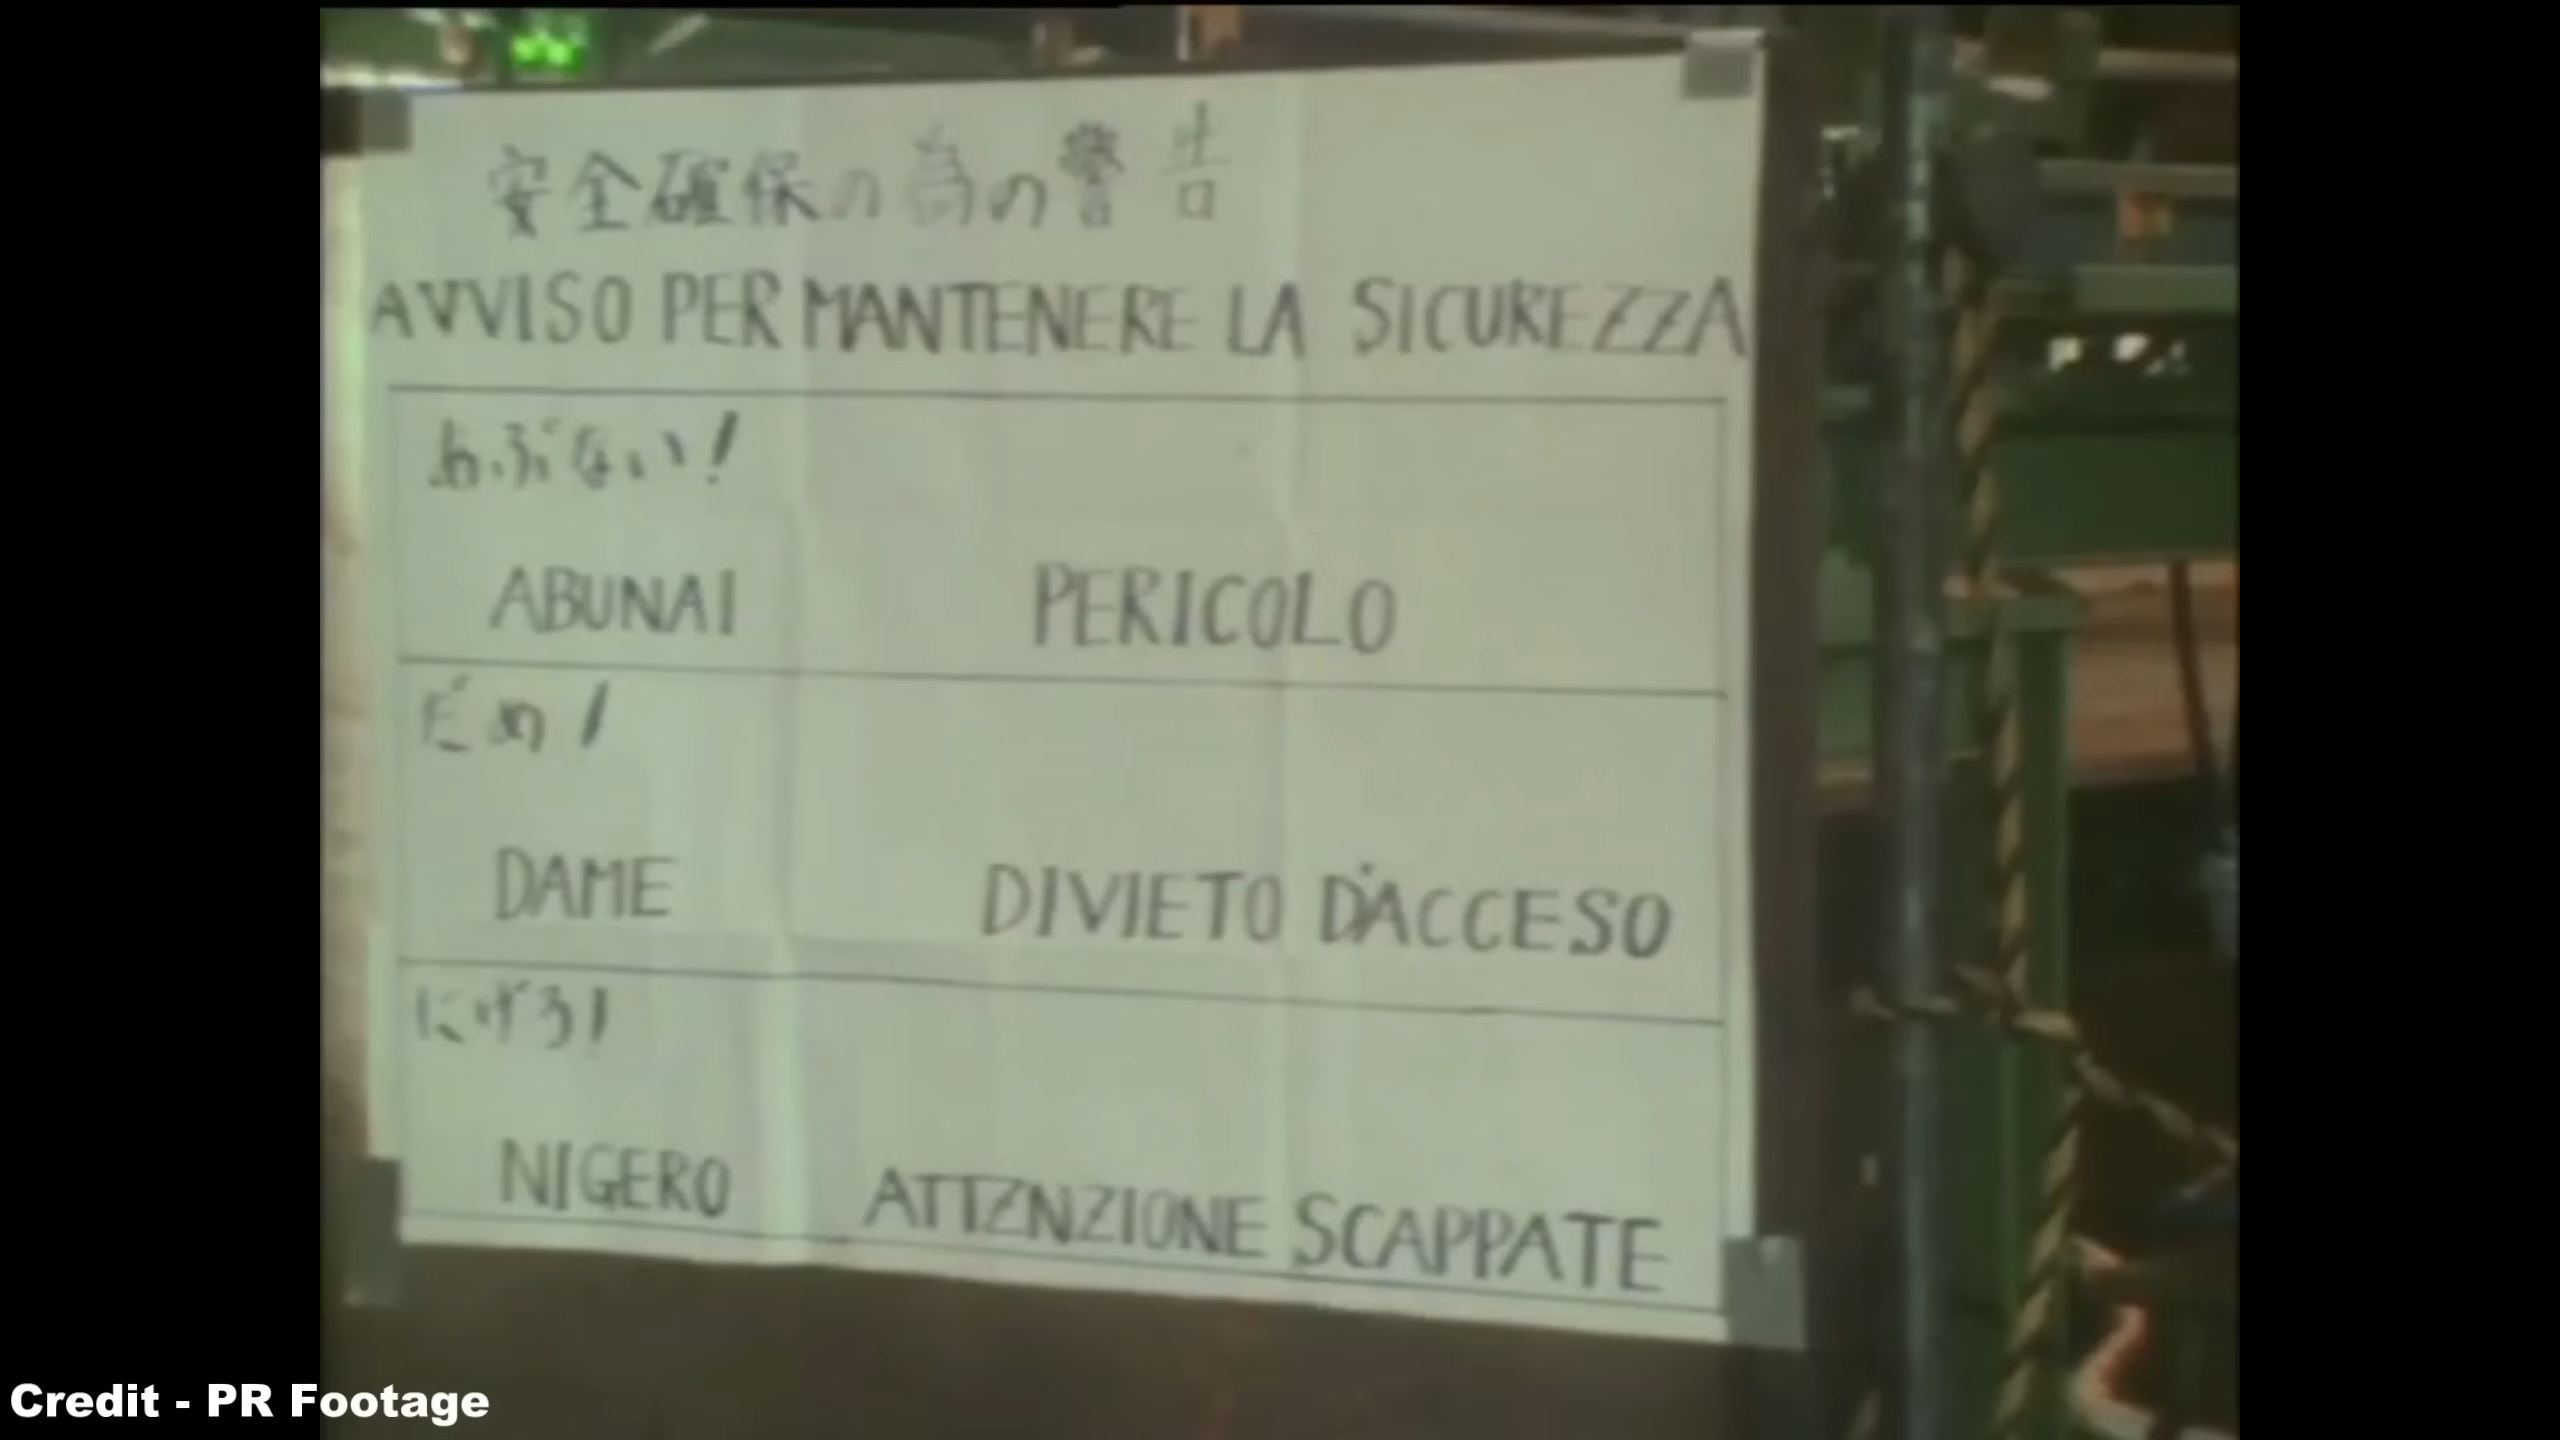 安全確保の為の警告
AVVISO PER MANTENERE LA SICUREZZA
あぶない!
ABUNAI PERICOLO
だめ!
DAME DIVIETO D'ACCESO
にげろ!
NIGERO ATTZNZIONE SCAPPATE
Credit - PR Footage